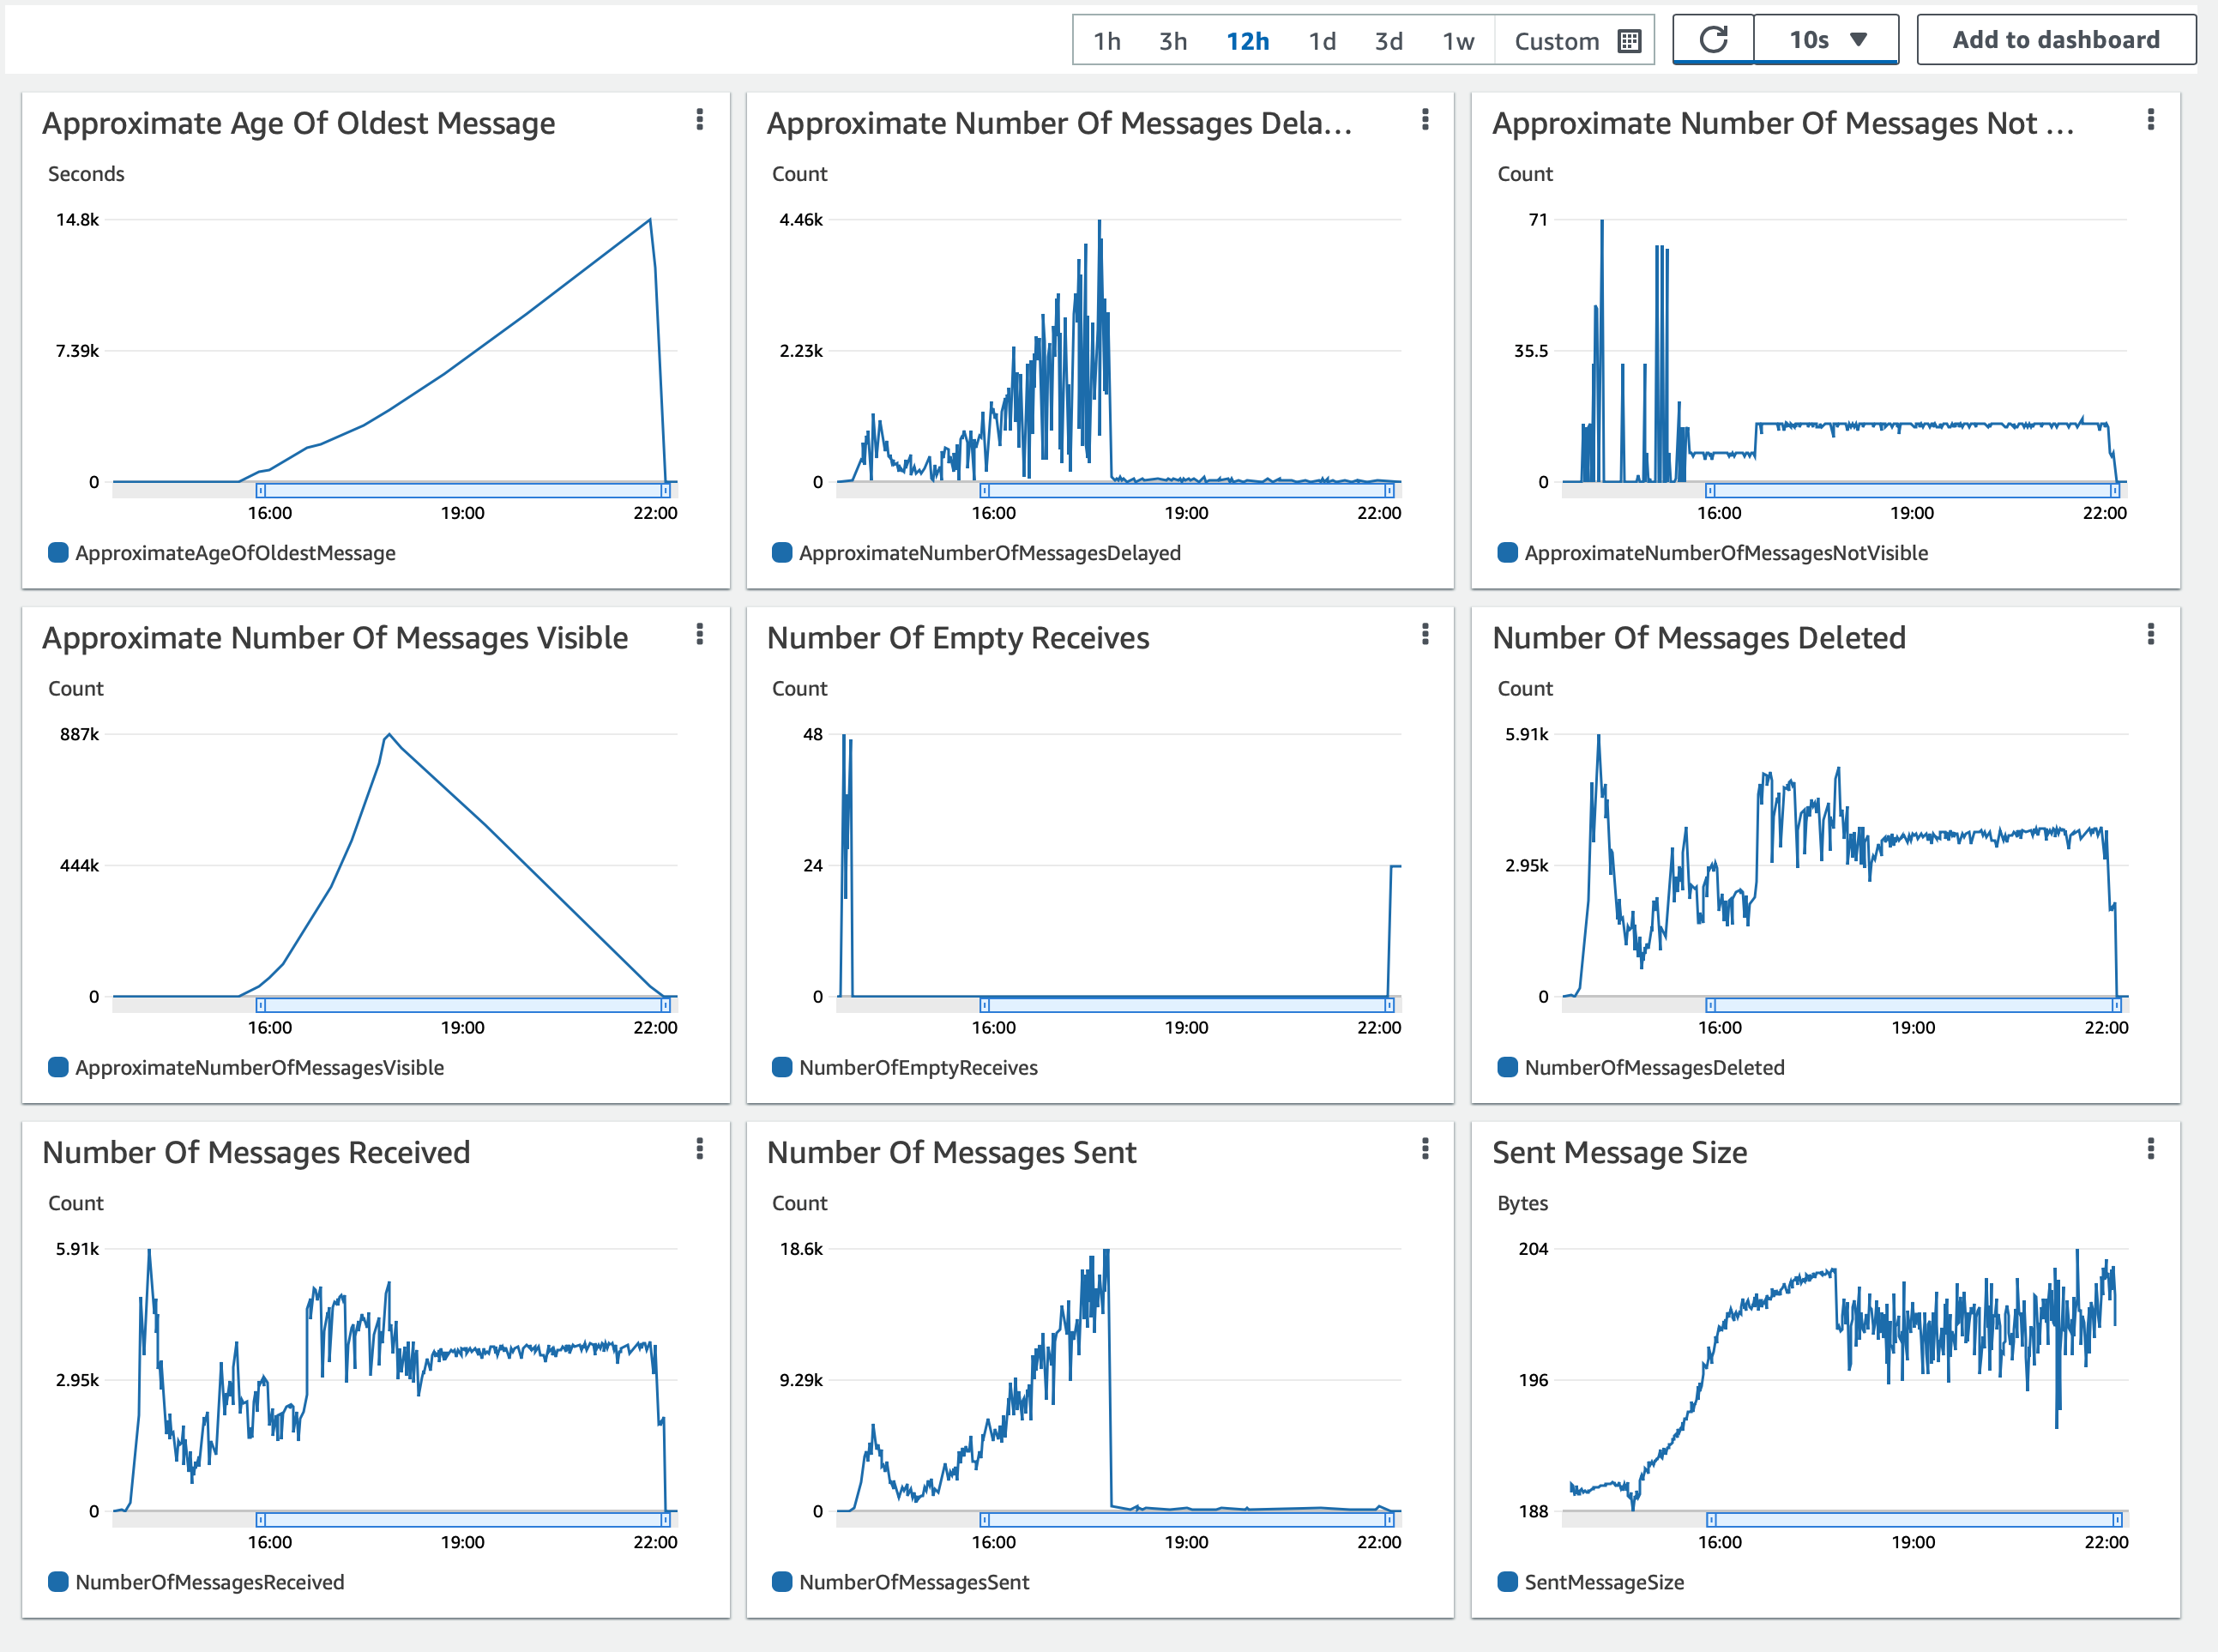 1h 3h 12h 1d 3d 1w Custom 10s Add to dashboard
Approximate Age Of Oldest Message
Seconds
14.8k
7.39k
0
16:00 19:00 22:00
ApproximateAgeOfOldestMessage
Approximate Number Of Messages Dela...
Count
4.46k
2.23k
0
16:00 19:00 22:00
ApproximateNumberOfMessagesDelayed
Approximate Number Of Messages Not ...
Count
71
35.5
0
16:00 19:00 22:00
ApproximateNumberOfMessagesNotVisible
Approximate Number Of Messages Visible
Count
887k
444k
0
16:00 19:00 22:00
ApproximateNumberOfMessagesVisible
Number Of Empty Receives
Count
48
24
0
16:00 19:00 22:00
NumberOfEmptyReceives
Number Of Messages Deleted
Count
5.91k
2.95k
0
16:00 19:00 22:00
NumberOfMessagesDeleted
Number Of Messages Received
Count
5.91k
2.95k
0
16:00 19:00 22:00
NumberOfMessagesReceived
Number Of Messages Sent
Count
18.6k
9.29k
0
16:00 19:00 22:00
NumberOfMessagesSent
Sent Message Size
Bytes
204
196
188
16:00 19:00 22:00
SentMessageSize